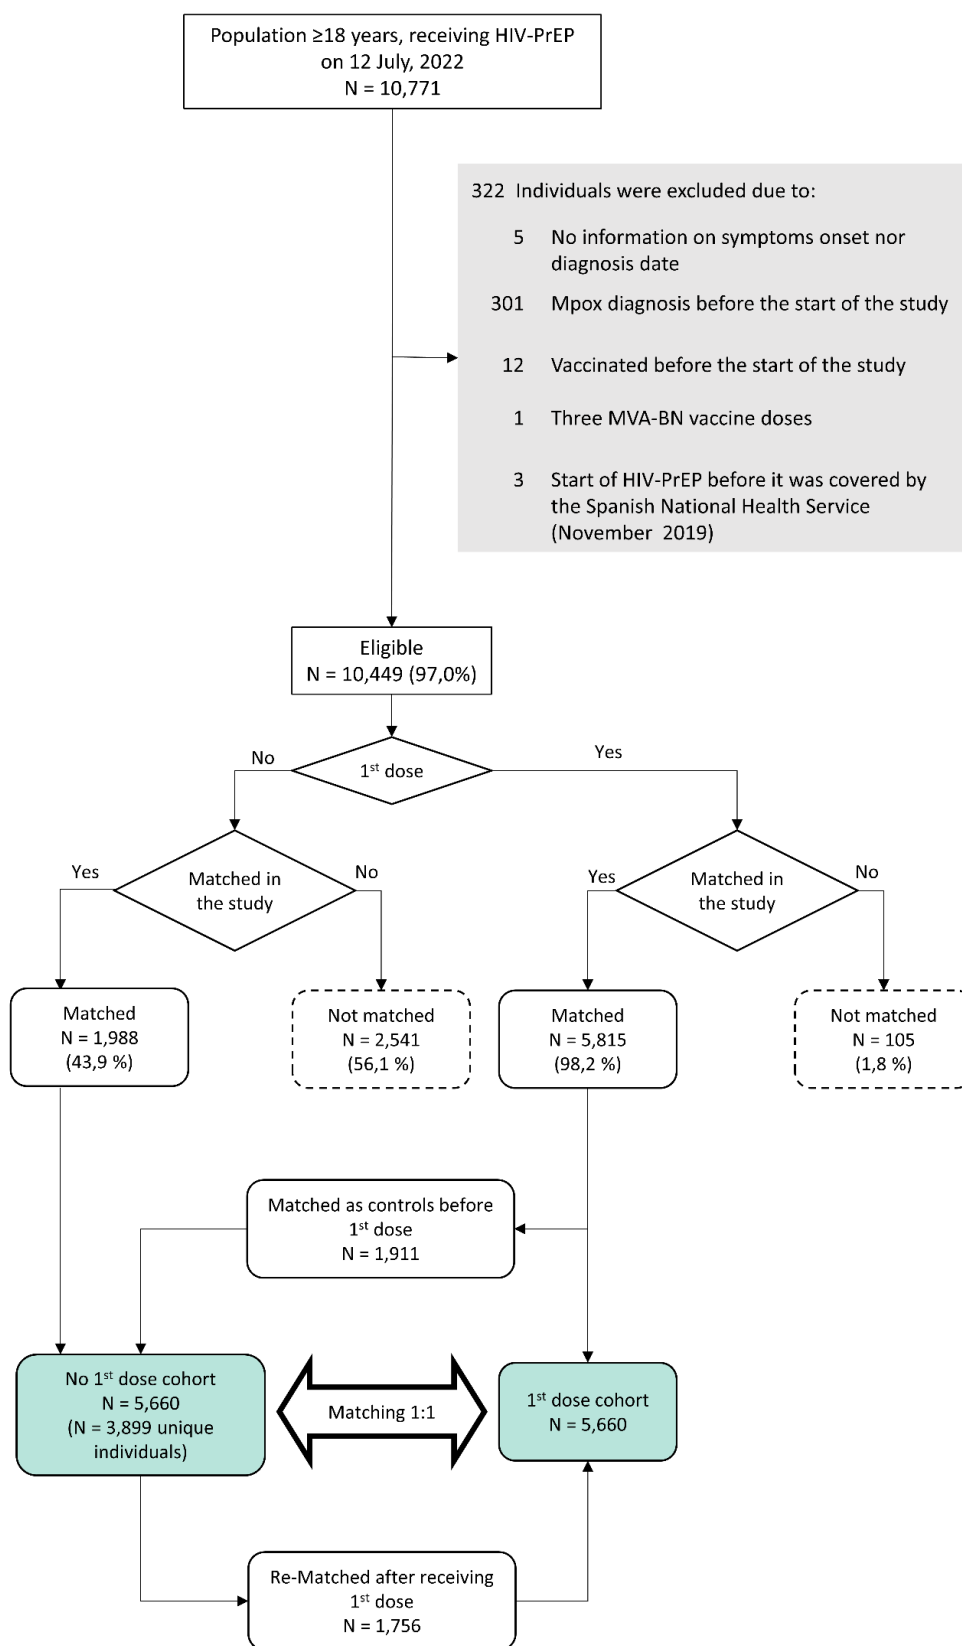 Population ≥18 years, receiving HIV-PrEP
on 12 July, 2022
N = 10,771
322 Individuals were excluded due to:
5 No information on symptoms onset nor
diagnosis date
301 Mpox diagnosis before the start of the study
12 Vaccinated before the start of the study
1 Three MVA-BN vaccine doses
3 Start of HIV-PrEP before it was covered by
the Spanish National Health Service
(November 2019)
Eligible
N = 10,449 (97,0%)
No
1st dose
Yes
Yes
Matched in
the study
No
Yes
Matched in
the study
No
Matched
N = 1,988
(43,9 %)
Not matched
N = 2,541
(56,1 %)
Matched
N = 5,815
(98,2 %)
Not matched
N = 105
(1,8 %)
Matched as controls before
1st dose
N = 1,911
No 1st dose cohort
N = 5,660
(N = 3,899 unique
individuals)
Matching 1:1
1st dose cohort
N = 5,660
Re-Matched after receiving
1st dose
N = 1,756